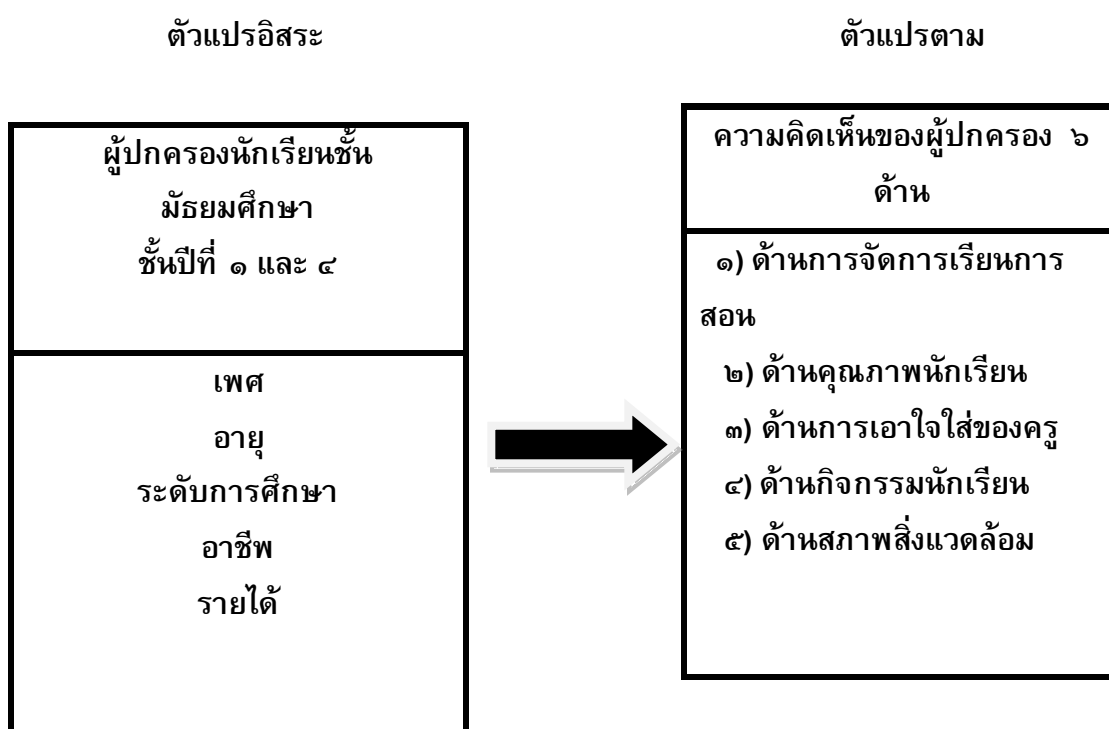 ตัวแปรอิสระ
ตัวแปรตาม
ผู้ปกครองนักเรียนชั้น
มัธยมศึกษา
ชั้นปีที่ ๑ และ ๔
เพศ
อายุ
ระดับการศึกษา
อาชีพ
รายได้
ความคิดเห็นของผู้ปกครอง ๖
ด้าน
๑) ด้านการจัดการเรียนการ
สอน
๒) ด้านคุณภาพนักเรียน
๓) ด้านการเอาใจใส่ของครู
๔) ด้านกิจกรรมนักเรียน
๕) ด้านสภาพสิ่งแวดล้อม